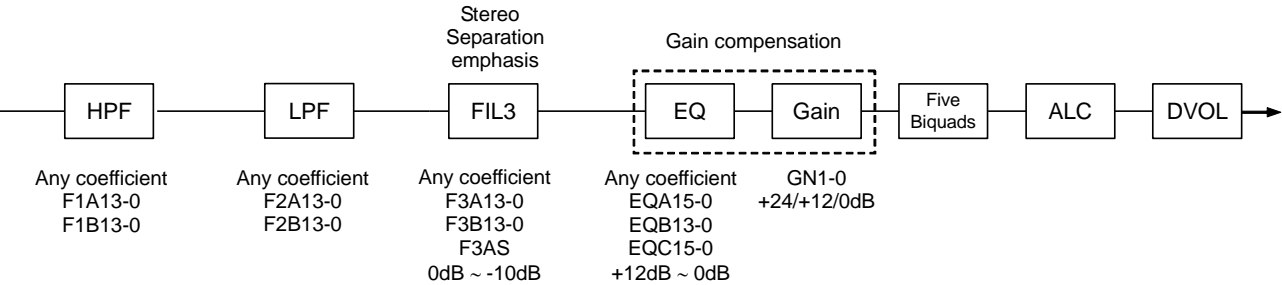 Stereo
Separation
emphasis
Gain compensation
HPF
LPF
FIL3
EQ
Gain
Five
Biquads
ALC
DVOL
Any coefficient
F1A13-0
F1B13-0
Any coefficient
F2A13-0
F2B13-0
Any coefficient
F3A13-0
F3B13-0
F3AS
0dB ~ -10dB
Any coefficient
EQA15-0
EQB13-0
EQC15-0
+12dB ~ 0dB
GN1-0
+24/+12/0dB